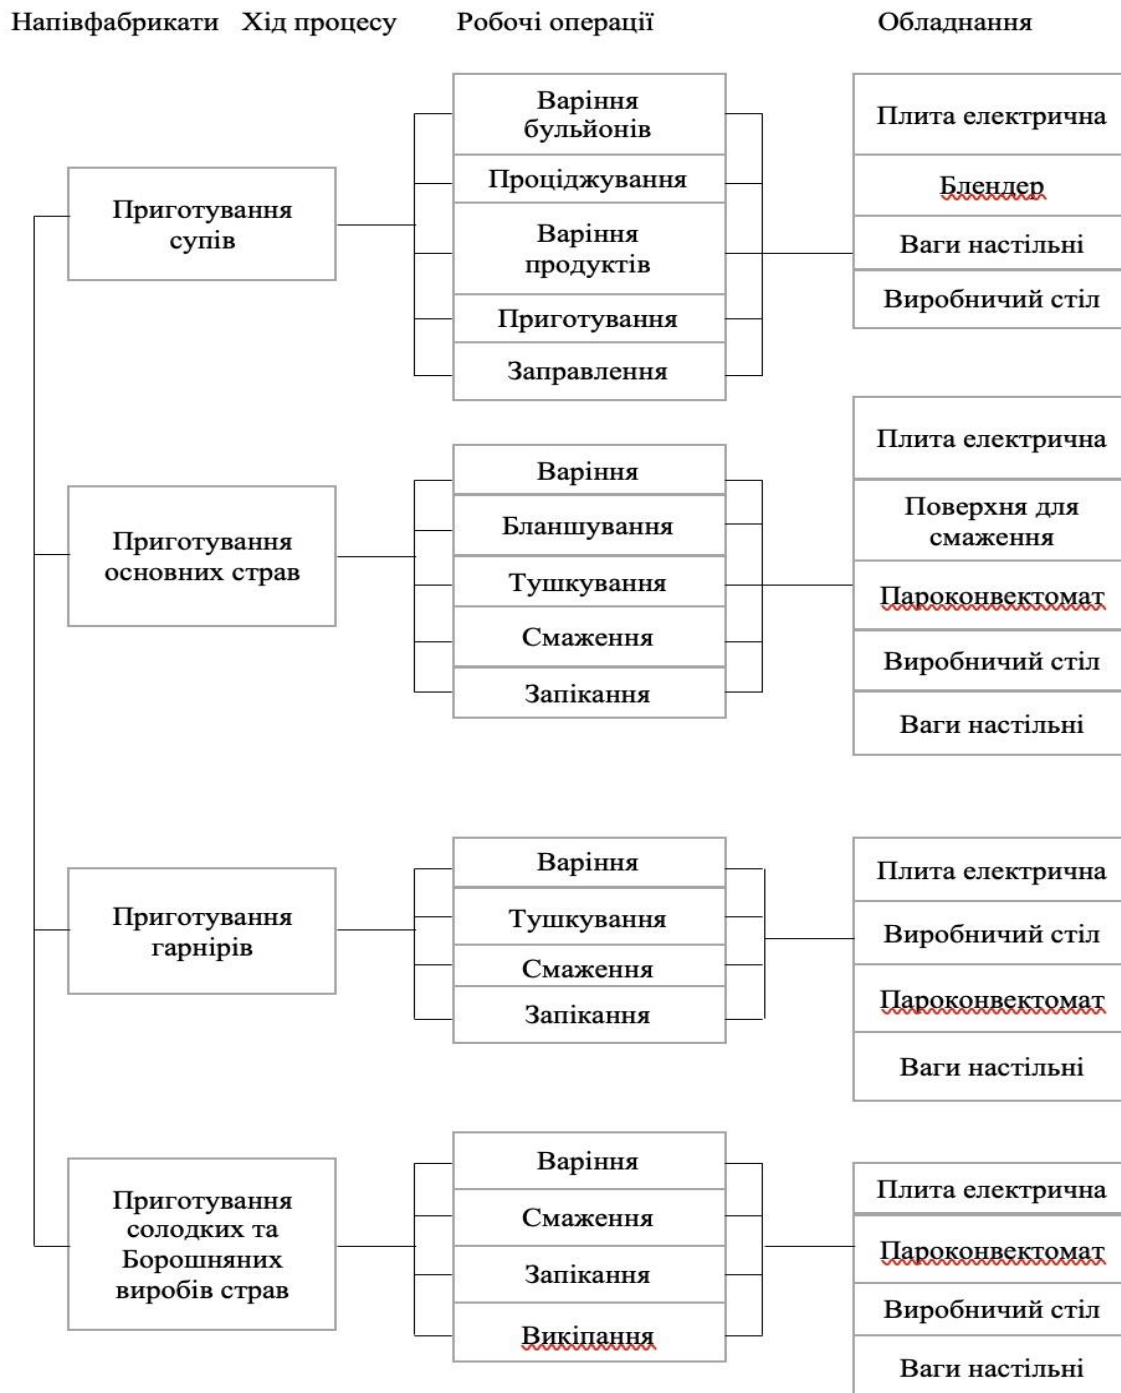 Напівфабрикати Хід процесу Робочі операції Обладнання
Приготування
супів
Варіння
бульйонів
Проціджування
Варіння
продуктів
Приготування
Заправлення
Плита електрична
Блендер
Ваги настільні
Виробничий стіл
Приготування
основних страв
Варіння
Бланшування
Тушкування
Смаження
Запікання
Плита електрична
Поверхня для
смаження
Пароконвектомат
Виробничий стіл
Ваги настільні
Приготування
гарнірів
Варіння
Тушкування
Смаження
Запікання
Плита електрична
Виробничий стіл
Пароконвектомат
Ваги настільні
Приготування
солодких та
Борошняних
виробів страв
Варіння
Смаження
Запікання
Викіпання
Плита електрична
Пароконвектомат
Виробничий стіл
Ваги настільні